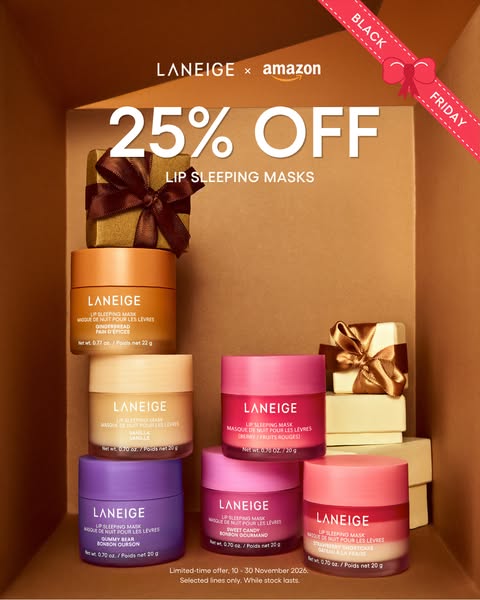 BLACK
FRIDAY
LANEIGE × amazon
25% OFF
LIP SLEEPING MASKS
LANEIGE
LIP SLEEPING MASK
MASQUE DE NUIT POUR LES LÈVRES
GINGERBREAD
PAIN D'ÉPICES
Net wt. 0.77 oz. / Poids net 22 g
LANEIGE
LIP SLEEPING MASK
MASQUE DE NUIT POUR LES LÈVRES
VANILLA
VANILLE
Net wt. 0.70 oz. / Poids net 20 g
LANEIGE
LIP SLEEPING MASK
MASQUE DE NUIT POUR LES LÈVRES
(BERRY / FRUITS ROUGES)
Net wt. 0.70 OZ. / 20 g
LANEIGE
LIP SLEEPING MASK
MASQUE DE NUIT POUR LES LÈVRES
GUMMY BEAR
BONBON OURSON
Net wt. 0.70 oz. / Poids net 20 g
LANEIGE
LIP SLEEPING MASK
MASQUE DE NUIT POUR LES LÈVRES
SWEET CANDY
BONBON GOURMAND
Net wt. 0.70 oz. / Poids net 20 g
LANEIGE
LIP SLEEPING MASK
MASQUE DE NUIT POUR LES LÈVRES
STRAWBERRY SHORTCAKE
GÂTEAU À LA FRAISE
Net wt. 0.70 oz. / Poids net 20 g
Limited-time offer, 10 - 30 November 2026.
Selected lines only. While stock lasts.